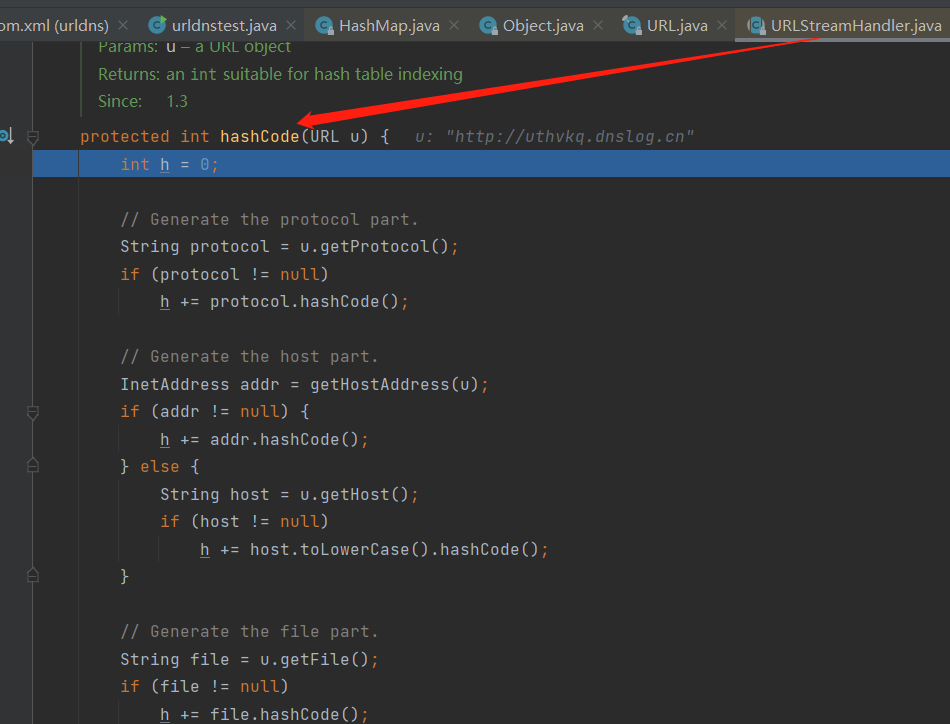 om.xml (urldns) urldnstest.java HashMap.java Object.java URL.java URLStreamHandler.java
Params: u – a URL object
Returns: an int suitable for hash table indexing
Since: 1.3
protected int hashCode(URL u) { u: "http://uthvkq.dnslog.cn"
int h = 0;
// Generate the protocol part.
String protocol = u.getProtocol();
if (protocol != null)
h += protocol.hashCode();
// Generate the host part.
InetAddress addr = getHostAddress(u);
if (addr != null) {
h += addr.hashCode();
} else {
String host = u.getHost();
if (host != null)
h += host.toLowerCase().hashCode();
}
// Generate the file part.
String file = u.getFile();
if (file != null)
h += file.hashCode();